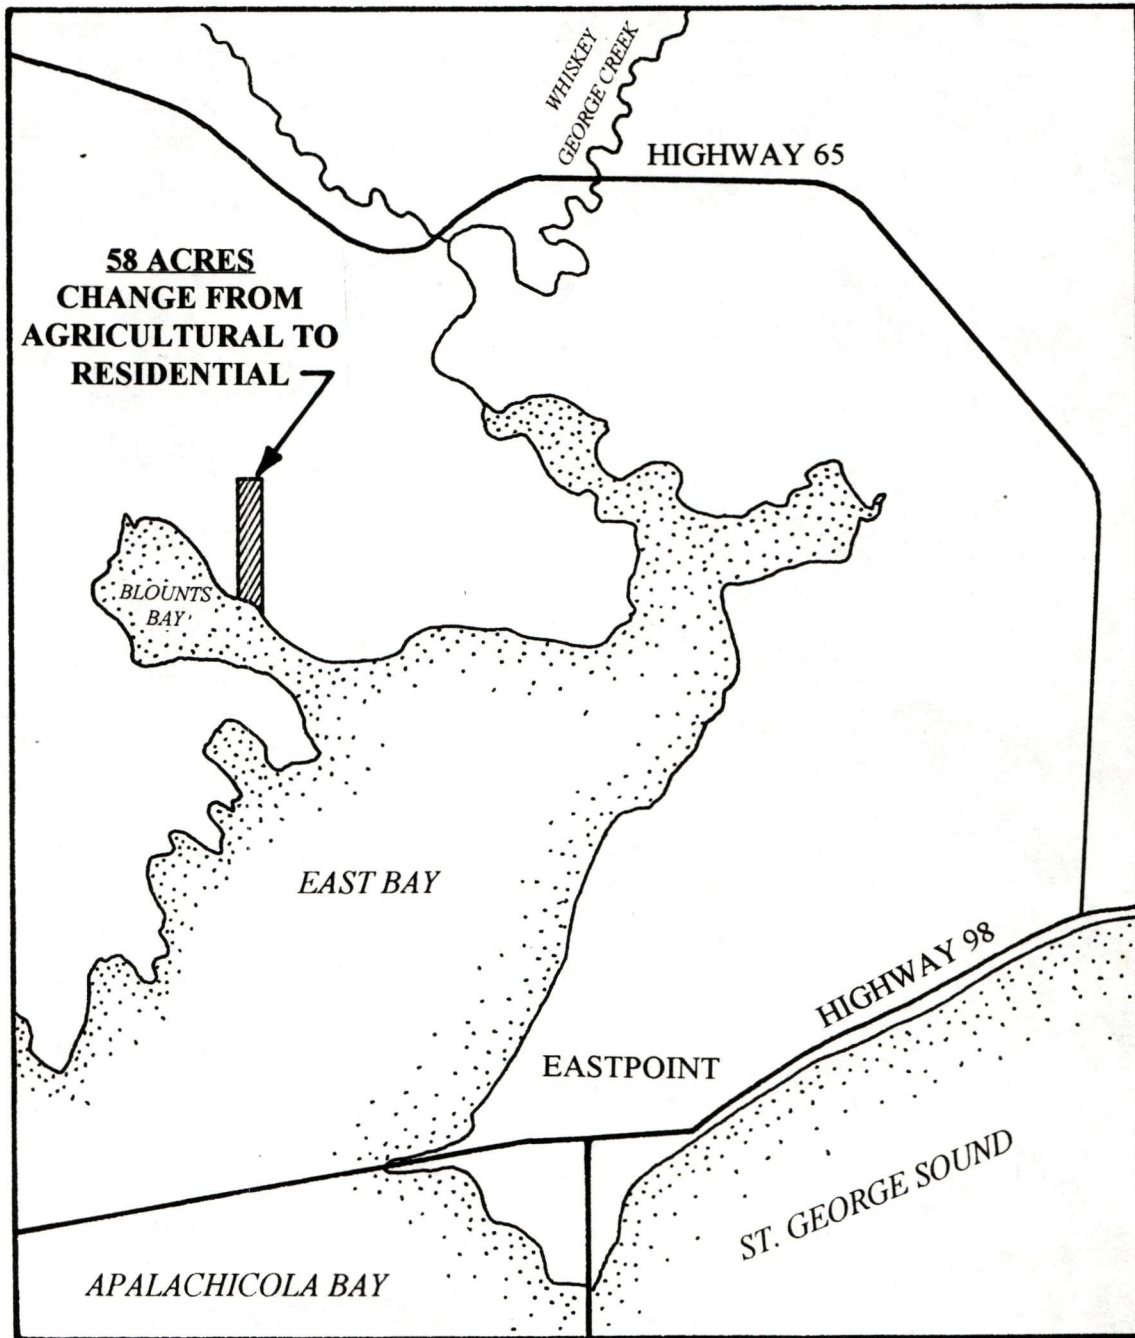 WHISKEY
GEORGE CREEK
HIGHWAY 65
58 ACRES
CHANGE FROM
AGRICULTURAL TO
RESIDENTIAL
BLOUNTS
BAY
EAST BAY
HIGHWAY 98
EASTPOINT
ST. GEORGE SOUND
APALACHICOLA BAY